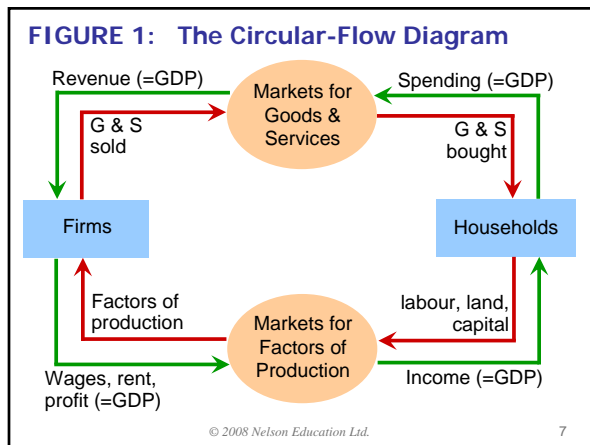 FIGURE 1: The Circular-Flow Diagram
Revenue (=GDP)
Markets for
Goods &
Services
Spending (=GDP)
G & S
sold
G & S
bought
Firms
Households
Factors of
production
Markets for
Factors of
Production
labour, land,
capital
Wages, rent,
profit (=GDP)
Income (=GDP)
© 2008 Nelson Education Ltd.
7